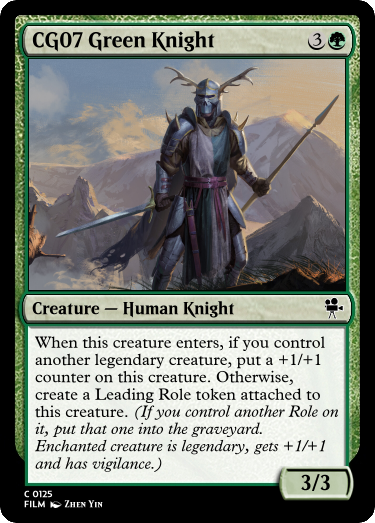 CG07 Green Knight 3
Creature — Human Knight
When this creature enters, if you control
another legendary creature, put a +1/+1
counter on this creature. Otherwise,
create a Leading Role token attached to
this creature. (If you control another Role on
it, put that one into the graveyard.
Enchanted creature is legendary, gets +1/+1
and has vigilance.)
3/3
C 0125
FILM Zhen Yin